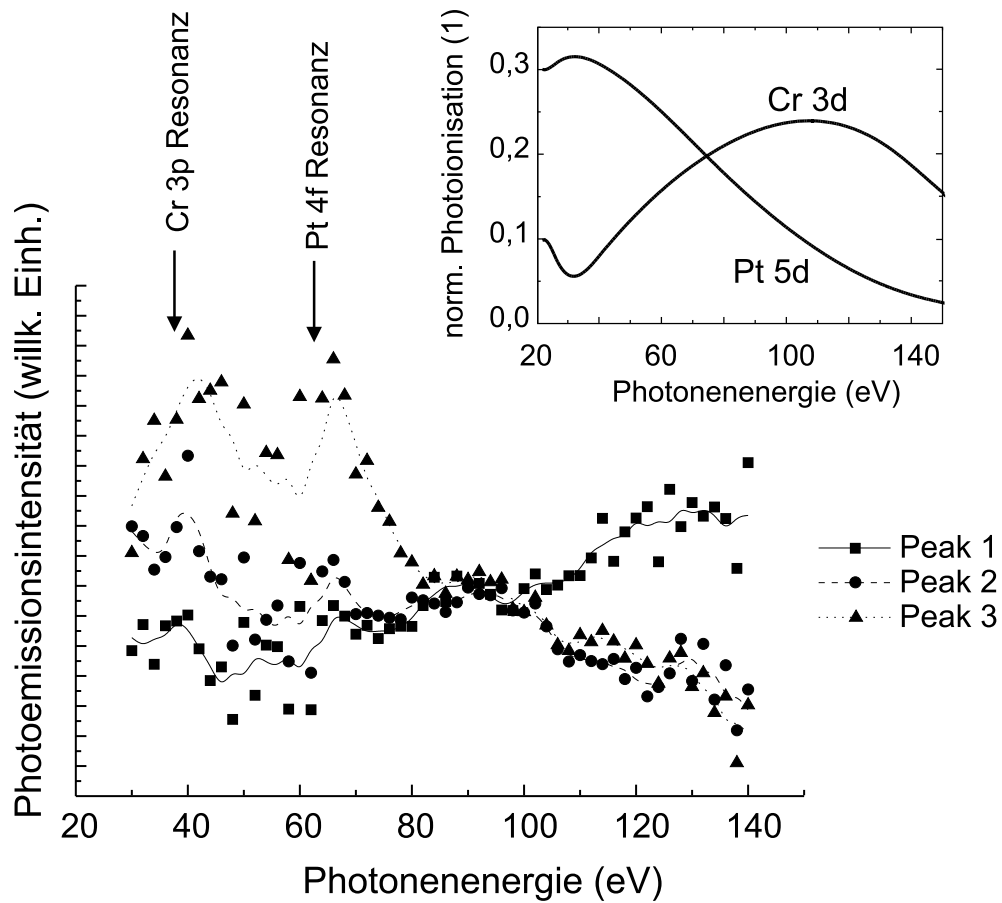 Cr 3p Resonanz
Pt 4f Resonanz
norm. Photoionisation (1)
0,3
0,2
0,1
0,0
Cr 3d
Pt 5d
20
60
100
140
Photonenenergie (eV)
Photoemissionsintensität (willk. Einh.)
Peak 1
Peak 2
Peak 3
20
40
60
80
100
120
140
Photonenenergie (eV)